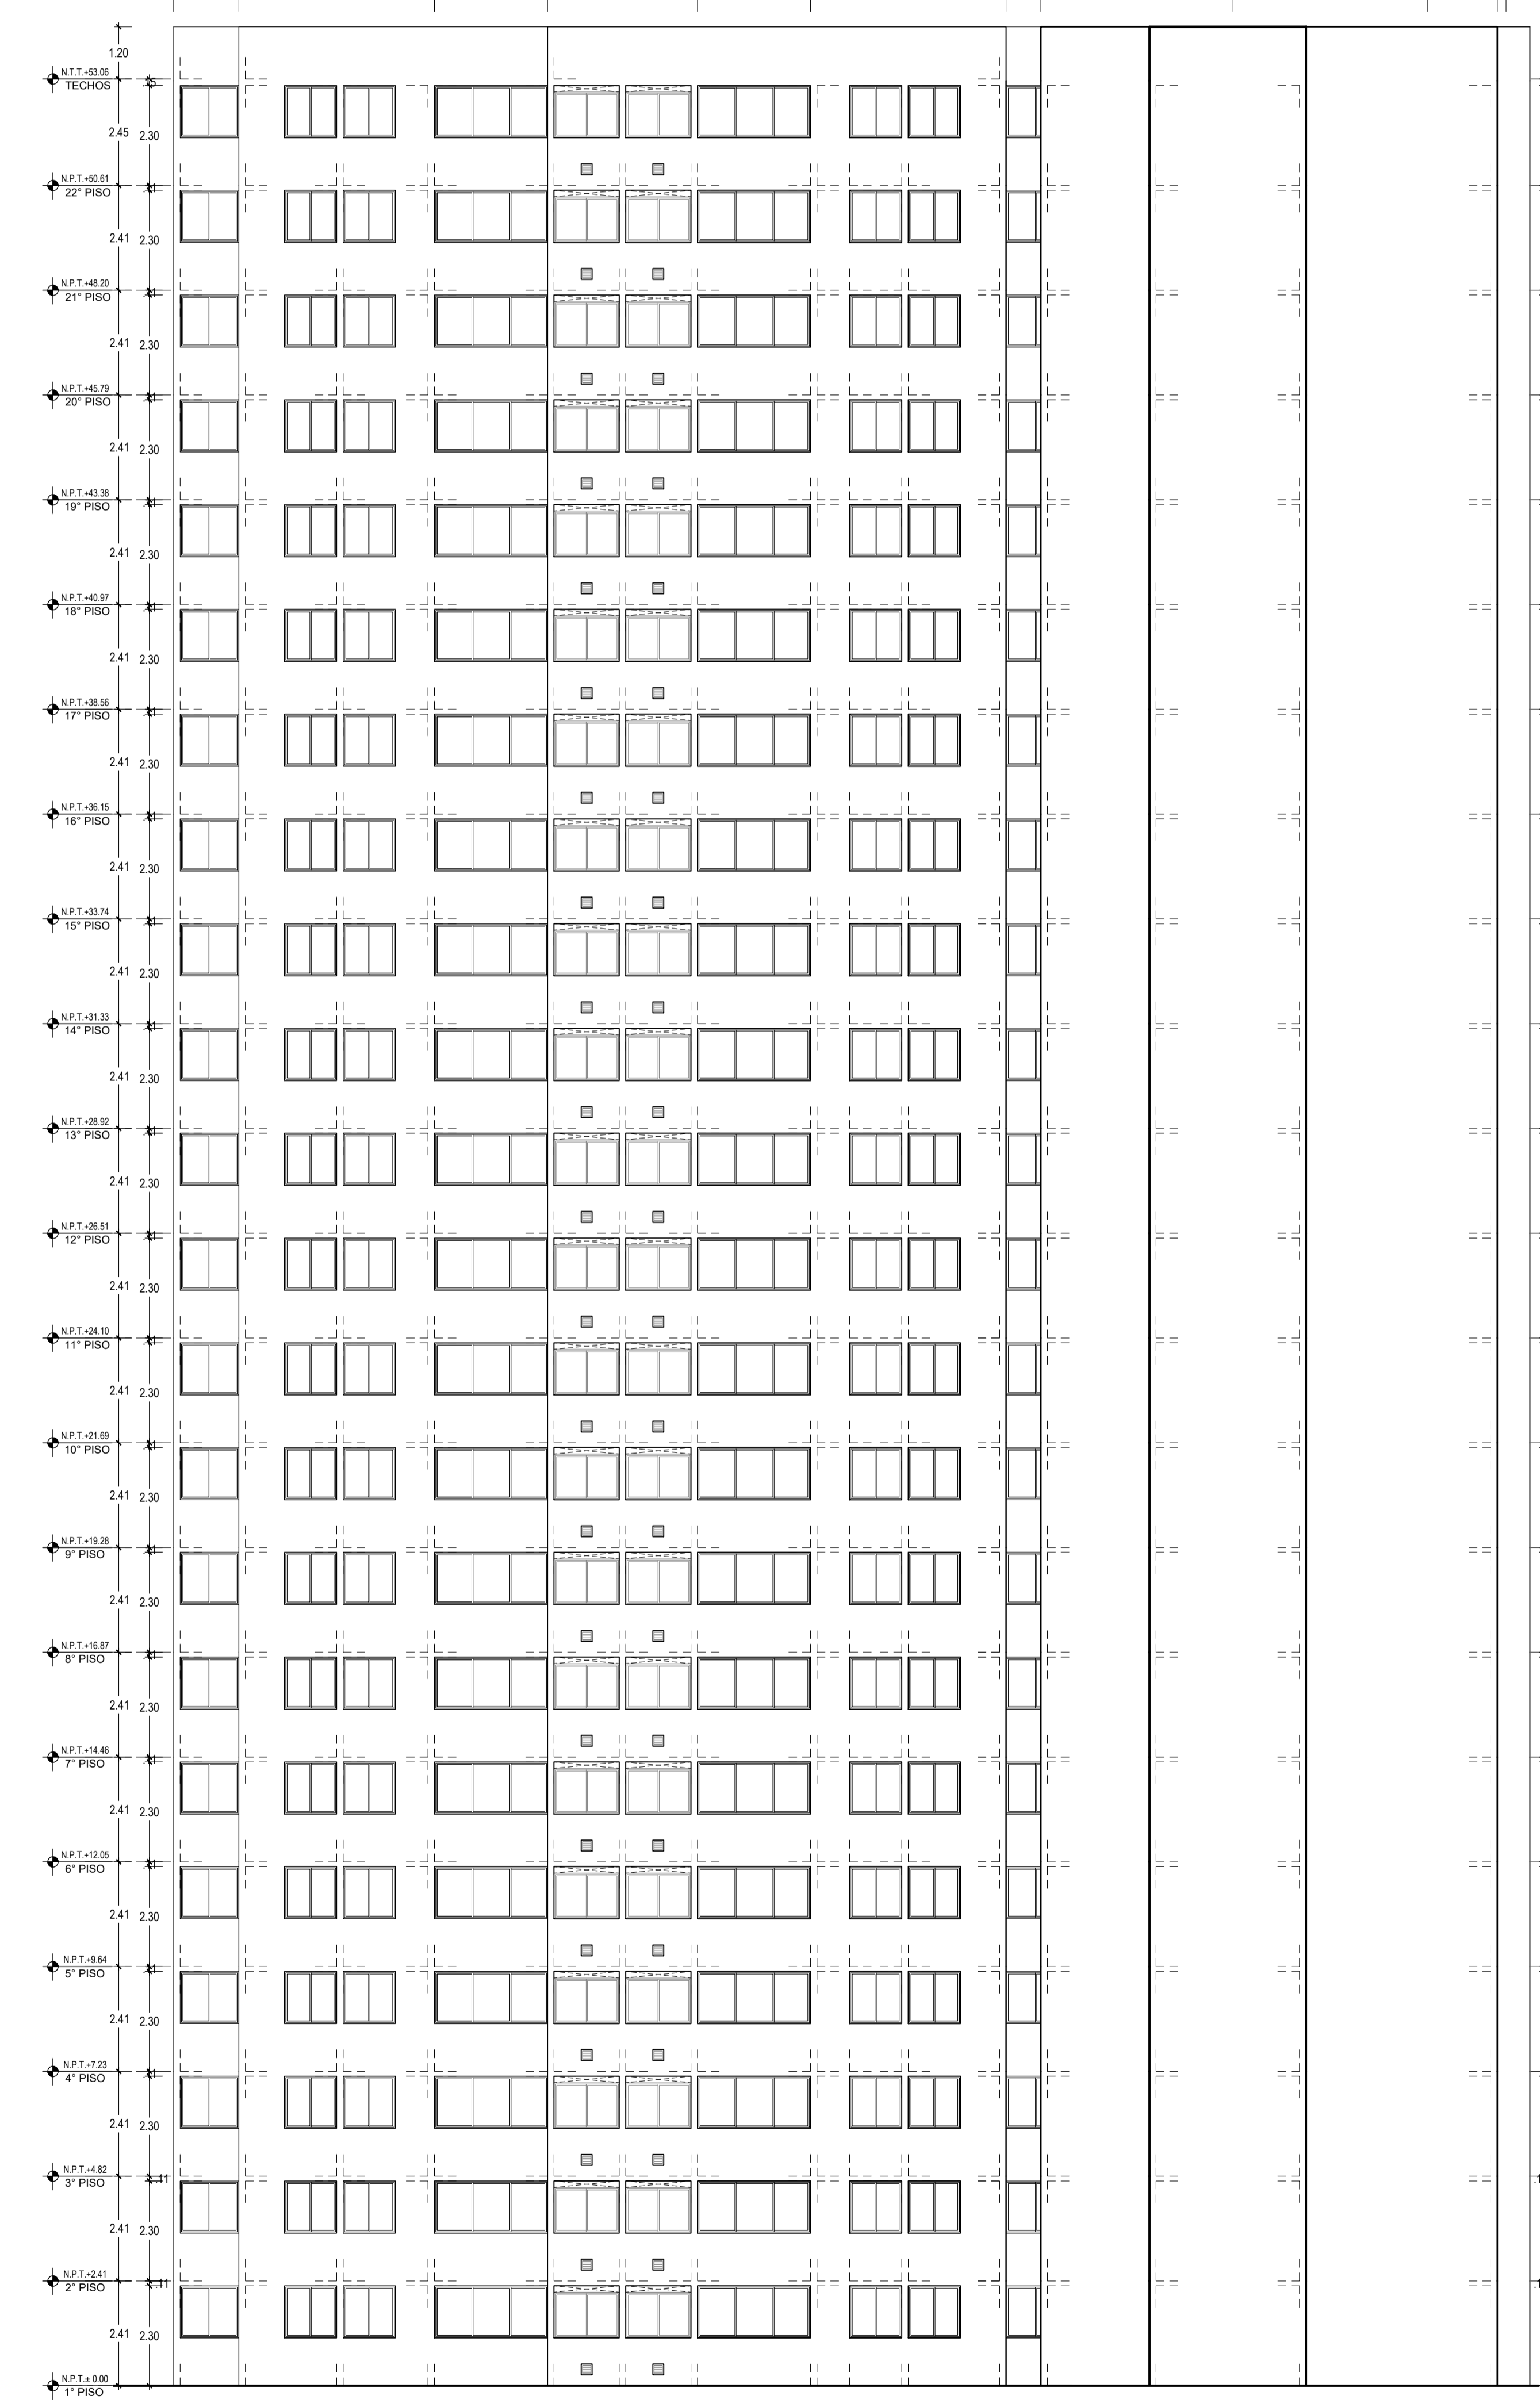 1.20
N.T.T.+53.06
TECHOS
2.45 2.30
N.P.T.+50.61
22° PISO
2.41 2.30
N.P.T.+48.20
21° PISO
2.41 2.30
N.P.T.+45.79
20° PISO
2.41 2.30
N.P.T.+43.38
19° PISO
2.41 2.30
N.P.T.+40.97
18° PISO
2.41 2.30
N.P.T.+38.56
17° PISO
2.41 2.30
N.P.T.+36.15
16° PISO
2.41 2.30
N.P.T.+33.74
15° PISO
2.41 2.30
N.P.T.+31.33
14° PISO
2.41 2.30
N.P.T.+28.92
13° PISO
2.41 2.30
N.P.T.+26.51
12° PISO
2.41 2.30
N.P.T.+24.10
11° PISO
2.41 2.30
N.P.T.+21.69
10° PISO
2.41 2.30
N.P.T.+19.28
9° PISO
2.41 2.30
N.P.T.+16.87
8° PISO
2.41 2.30
N.P.T.+14.46
7° PISO
2.41 2.30
N.P.T.+12.05
6° PISO
2.41 2.30
N.P.T.+9.64
5° PISO
2.41 2.30
N.P.T.+7.23
4° PISO
2.41 2.30
N.P.T.+4.82
.11
3° PISO
2.41 2.30
N.P.T.+2.41
.11
2° PISO
2.41 2.30
N.P.T.± 0.00
1° PISO